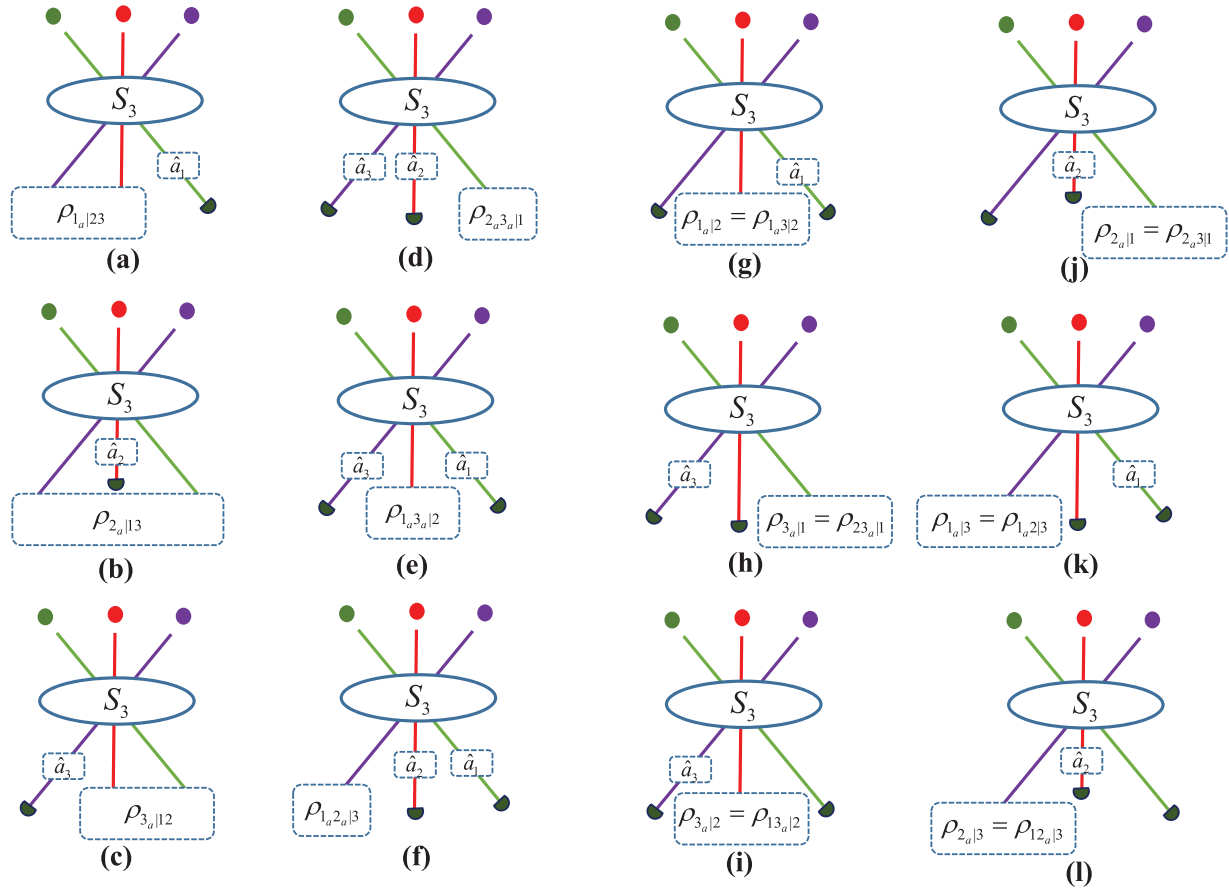 S₃
â₁
ρ₁ₐ|₂₃
(a)
S₃
â₃ â₂
ρ₂ₐ₃ₐ|₁
(d)
S₃
â₁
ρ₁ₐ|₂ = ρ₁ₐ₃|₂
(g)
S₃
â₂
ρ₂ₐ|₁ = ρ₂ₐ₃|₁
(j)
S₃
â₂
ρ₂ₐ|₁₃
(b)
S₃
â₃ â₁
ρ₁ₐ₃ₐ|₂
(e)
S₃
â₃
ρ₃ₐ|₁ = ρ₂₃ₐ|₁
(h)
S₃
â₁
ρ₁ₐ|₃ = ρ₁ₐ₂|₃
(k)
S₃
â₃
ρ₃ₐ|₁₂
(c)
S₃
â₂ â₁
ρ₁ₐ₂ₐ|₃
(f)
S₃
â₃
ρ₃ₐ|₂ = ρ₁₃ₐ|₂
(i)
S₃
â₂
ρ₂ₐ|₃ = ρ₁₂ₐ|₃
(l)